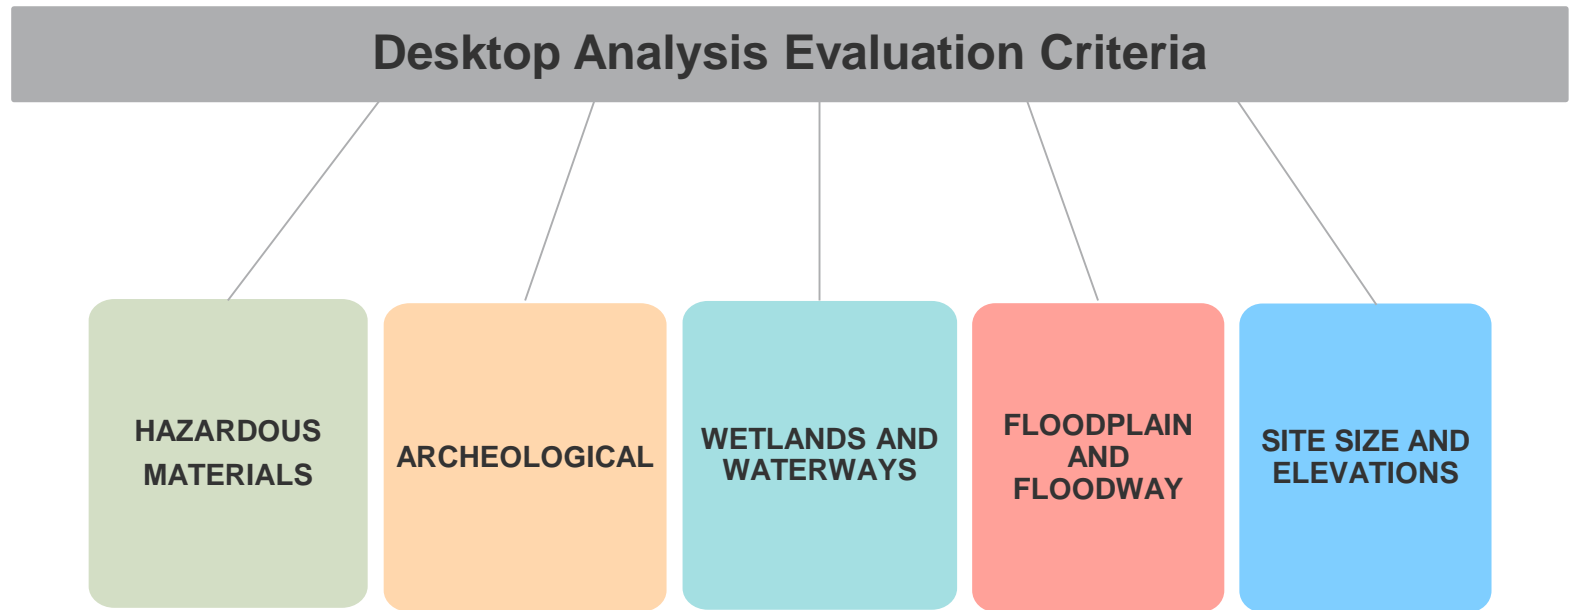 Desktop Analysis Evaluation Criteria
HAZARDOUS
MATERIALS
ARCHEOLOGICAL
WETLANDS AND
WATERWAYS
FLOODPLAIN
AND
FLOODWAY
SITE SIZE AND
ELEVATIONS